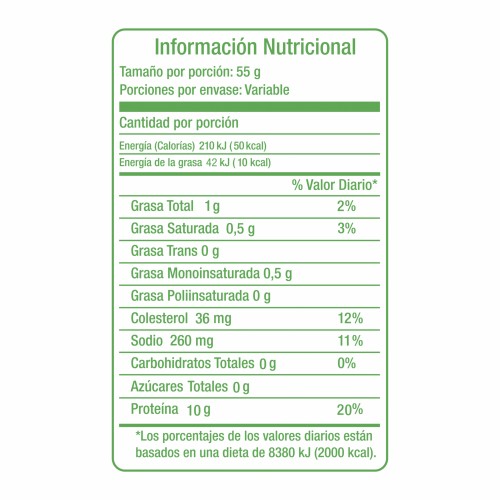 Información Nutricional
Tamaño por porción: 55 g
Porciones por envase: Variable
Cantidad por porción
Energía (Calorías) 210 kJ (50 kcal)
Energía de la grasa 42 kJ (10 kcal)
% Valor Diario*
Grasa Total 1 g 2%
Grasa Saturada 0,5 g 3%
Grasa Trans 0 g
Grasa Monoinsaturada 0,5 g
Grasa Poliinsaturada 0 g
Colesterol 36 mg 12%
Sodio 260 mg 11%
Carbohidratos Totales 0 g 0%
Azúcares Totales 0 g
Proteína 10 g 20%
*Los porcentajes de los valores diarios están
basados en una dieta de 8380 kJ (2000 kcal).